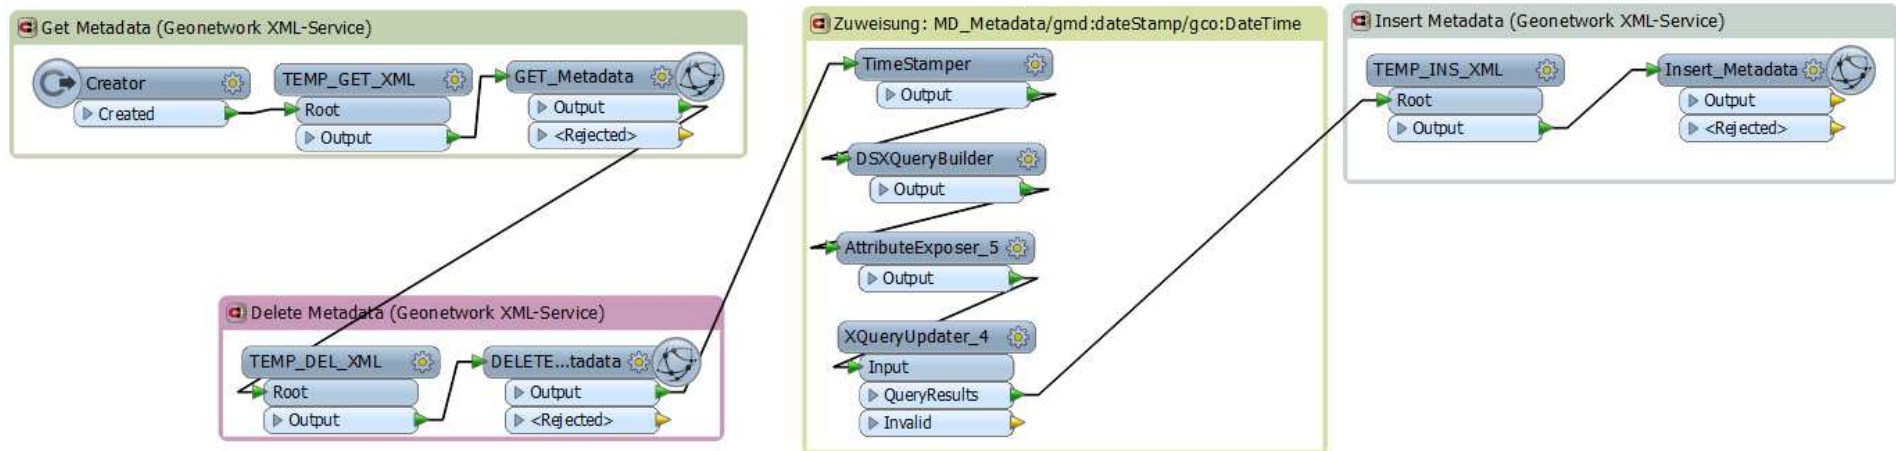 Get Metadata (Geonetwork XML-Service)
Creator
Created
TEMP_GET_XML
Root
Output
GET_Metadata
Output
<Rejected>
Delete Metadata (Geonetwork XML-Service)
TEMP_DEL_XML
Root
Output
DELETE...tadata
Output
<Rejected>
Zuweisung: MD_Metadata/gmd:dateStamp/gco:DateTime
TimeStamper
Output
DSXQueryBuilder
Output
AttributeExposer_5
Output
XQueryUpdater_4
Input
QueryResults
Invalid
Insert Metadata (Geonetwork XML-Service)
TEMP_INS_XML
Root
Output
Insert_Metadata
Output
<Rejected>